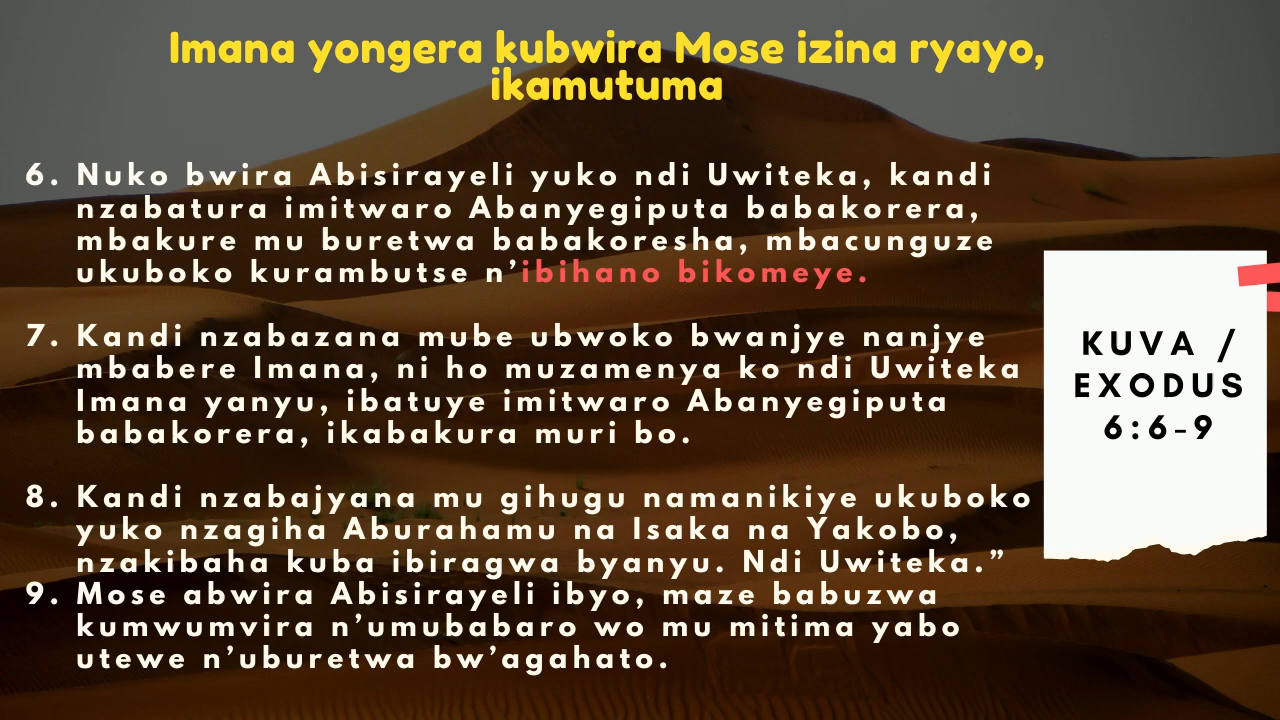 Imana yongera kubwira Mose izina ryayo,
ikamutuma
6. Nuko bwira Abisirayeli yuko ndi Uwiteka, kandi
nzabatura imitwaro Abanyegiputa babakorera,
mbakure mu buretwa babakoresha, mbacunguze
ukuboko kurambutse n’ibihano bikomeye.
7. Kandi nzabazana mube ubwoko bwanjye nanjye
mbabere Imana, ni ho muzamenya ko ndi Uwiteka
Imana yanyu, ibatuye imitwaro Abanyegiputa
babakorera, ikabakura muri bo.
8. Kandi nzabajyana mu gihugu namanikiye ukuboko
yuko nzagiha Aburahamu na Isaka na Yakobo,
nzakibaha kuba ibiragwa byanyu. Ndi Uwiteka.”
9. Mose abwira Abisirayeli ibyo, maze babuzwa
kumwumvira n’umubabaro wo mu mitima yabo
utewe n’uburetwa bw’agahato.
KUVA /
EXODUS
6:6-9